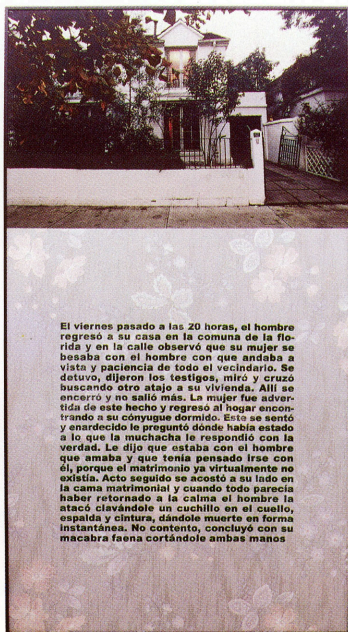 El viernes pasado a las 20 horas, el hombre
regresó a su casa en la comuna de la flo-
rida y en la calle observó que su mujer se
besaba con el hombre con que andaba a
vista y paciencia de todo el vecindario. Se
detuvo, dijeron los testigos, miró y cruzó
buscando otro atajo a su vivienda. Allí se
encerró y no salió más. La mujer fue adver-
tida de este hecho y regresó al hogar encon-
trando a su cónyugue dormido. Este se sentó
y enardecido le preguntó dónde había estado
a lo que la muchacha le respondió con la
verdad. Le dijo que estaba con el hombre
que amaba y que tenía pensado irse con
él, porque el matrimonio ya virtualmente no
existía. Acto seguido se acostó a su lado en
la cama matrimonial y cuando todo parecía
haber retornado a la calma el hombre la
atacó clavándole un cuchillo en el cuello,
espalda y cintura, dándole muerte en forma
instantánea. No contento, concluyó con su
macabra faena cortándole ambas manos